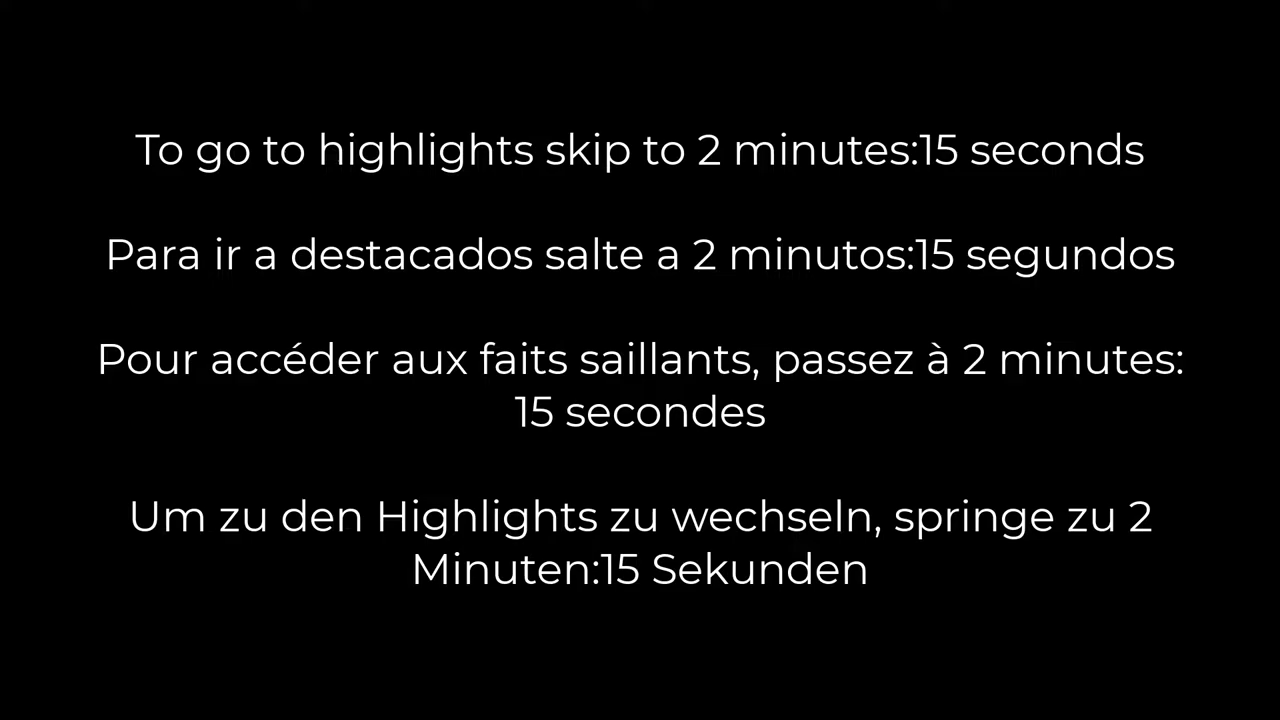 To go to highlights skip to 2 minutes:15 seconds
Para ir a destacados salte a 2 minutos:15 segundos
Pour accéder aux faits saillants, passez à 2 minutes:
15 secondes
Um zu den Highlights zu wechseln, springe zu 2
Minuten:15 Sekunden